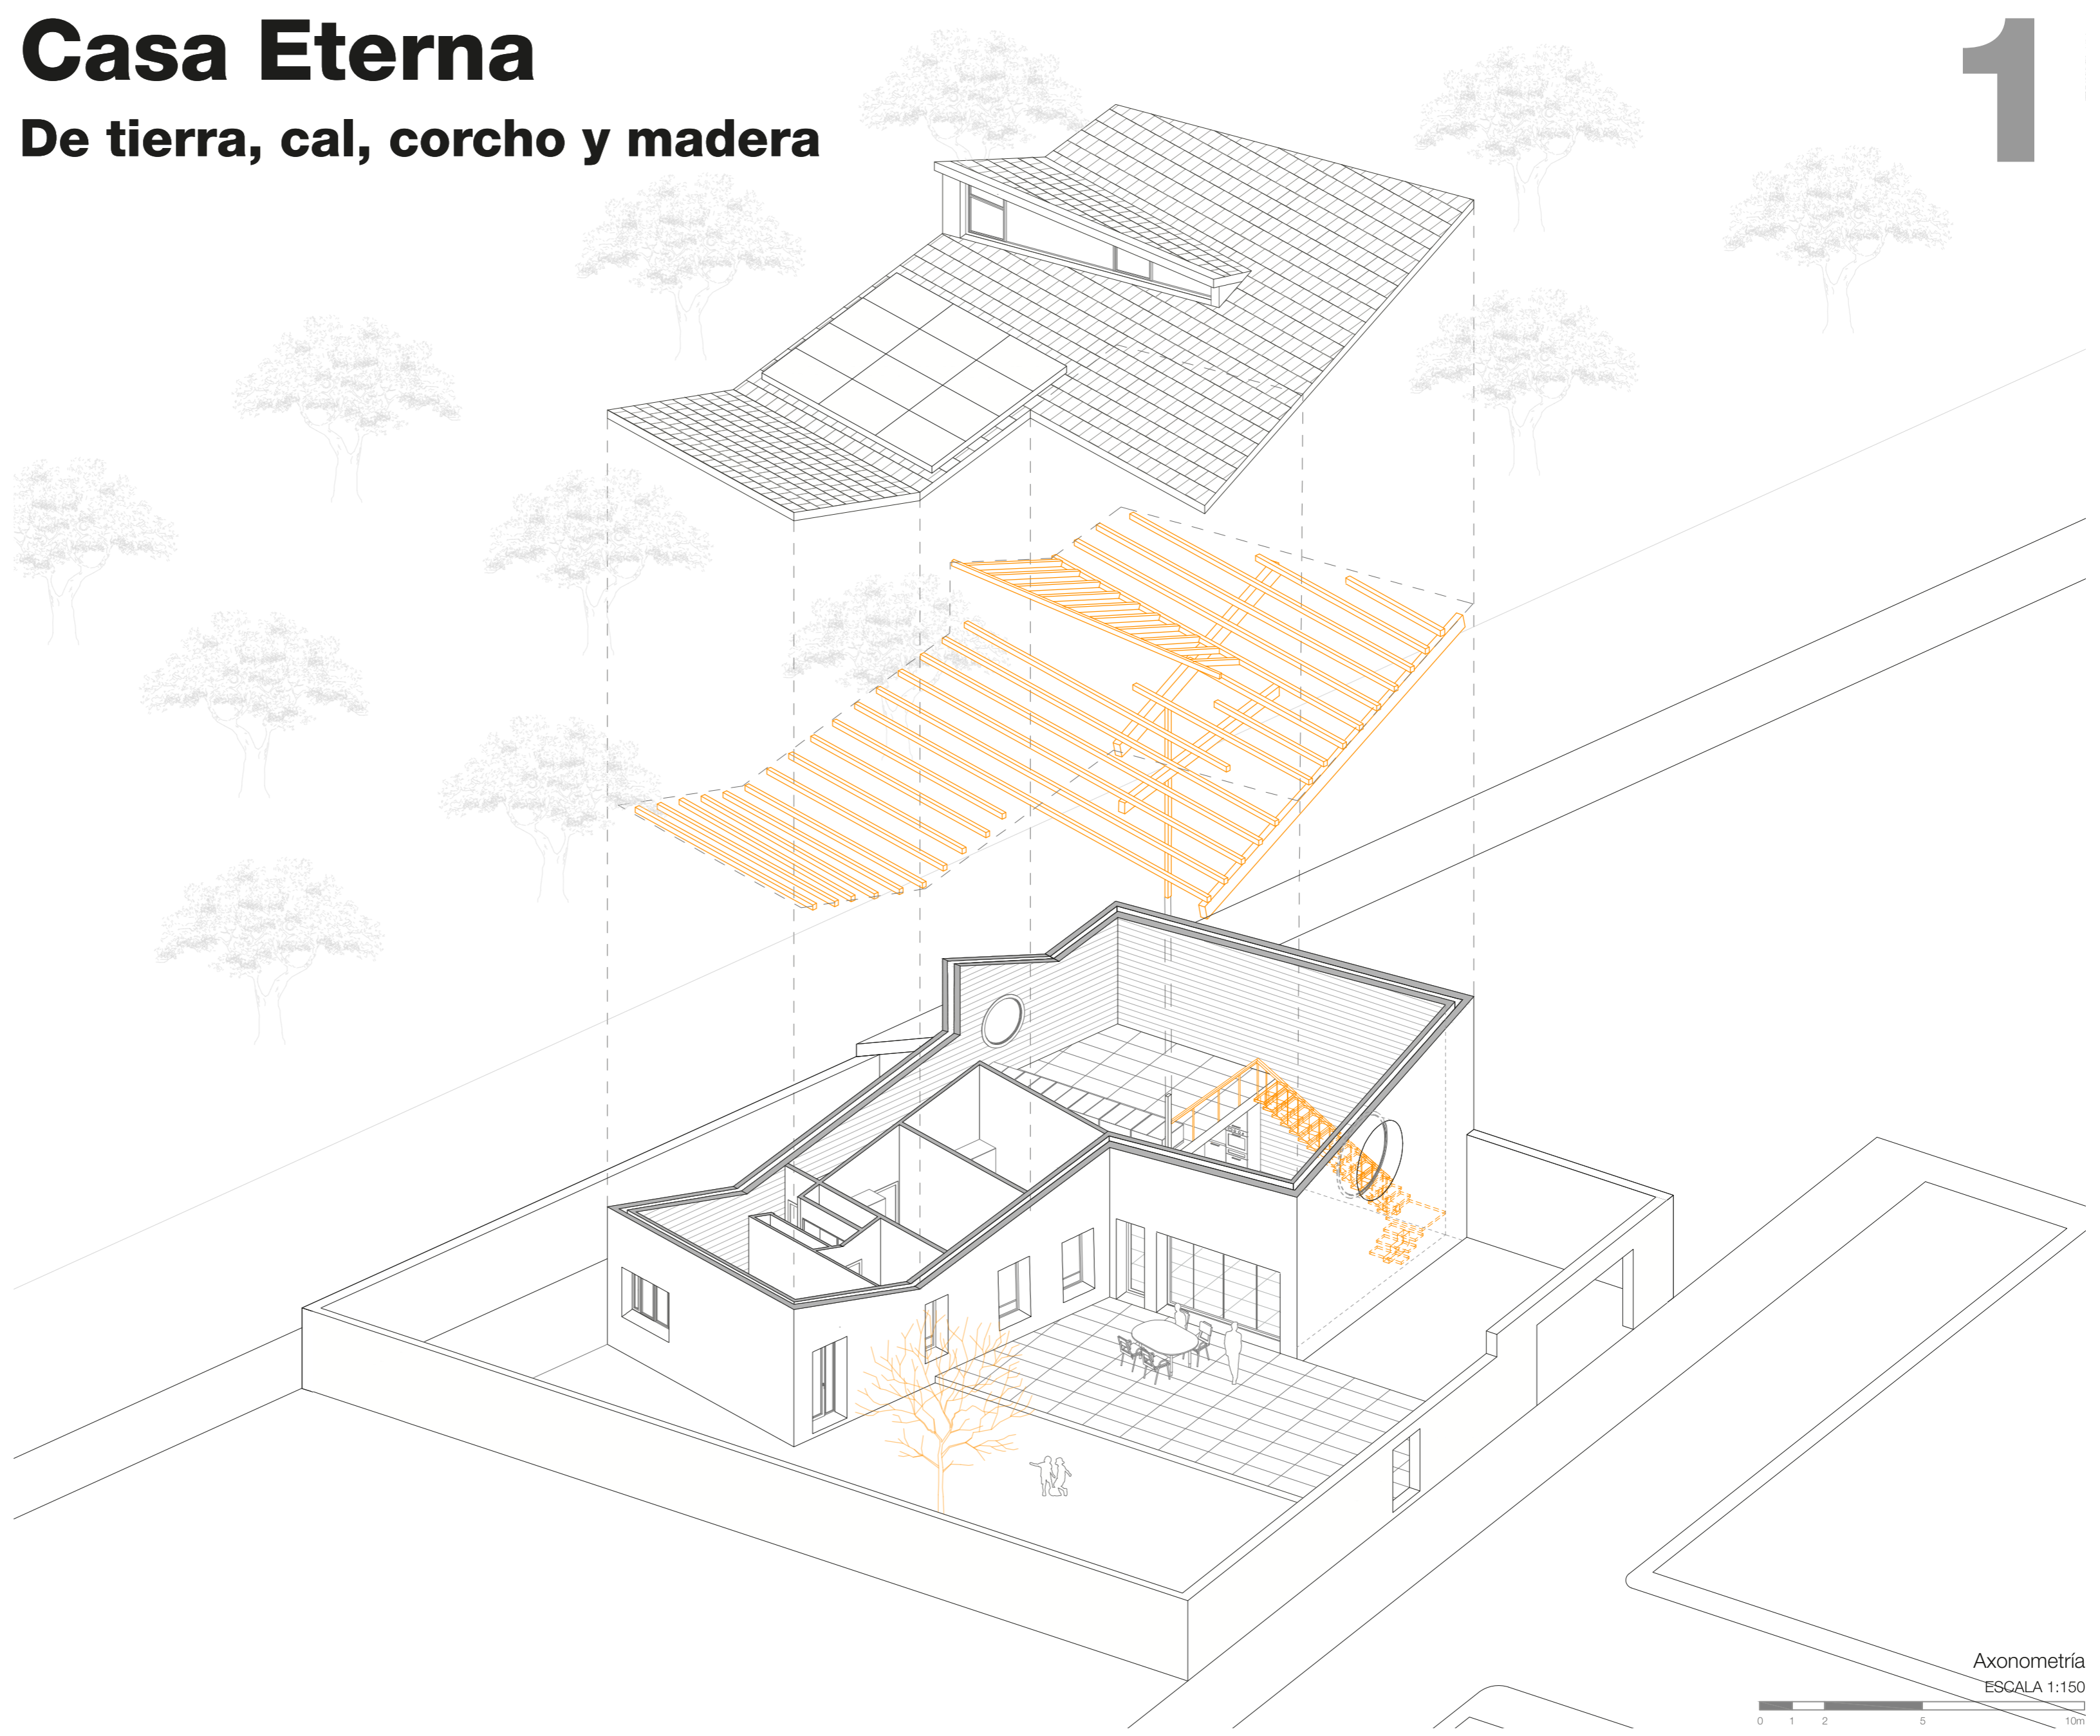 Casa Eterna
1
De tierra, cal, corcho y madera
Axonometría
ESCALA 1:150
0 1 2 5 10m